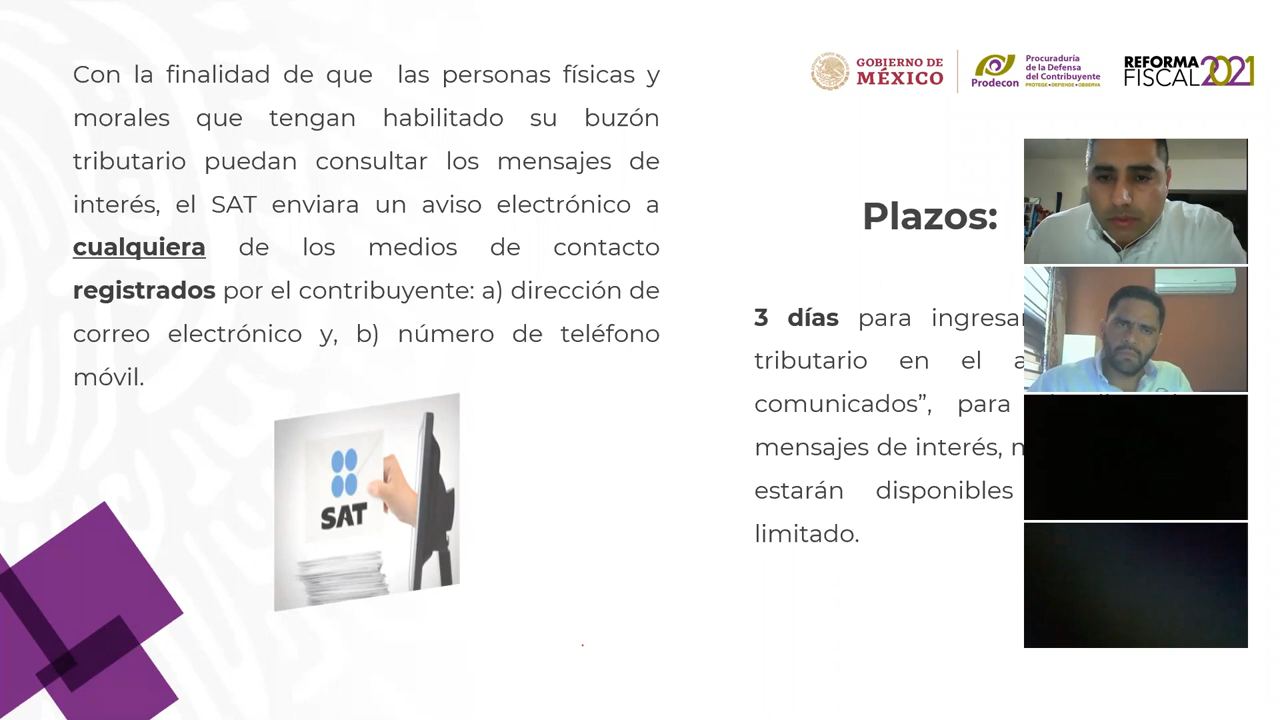 Con la finalidad de que las personas físicas y
morales que tengan habilitado su buzón
tributario puedan consultar los mensajes de
interés, el SAT enviara un aviso electrónico a
cualquiera de los medios de contacto
registrados por el contribuyente: a) dirección de
correo electrónico y, b) número de teléfono
móvil.
SAT
GOBIERNO DE
MÉXICO
Prodecon
Procuraduría
de la Defensa
del Contribuyente
PROTEGE • DEFIENDE • OBSERVA
REFORMA
FISCAL 2021
Plazos:
3 días para
tributario en el
comunicados”, para
mensajes de interés,
estarán disponibles
limitado.